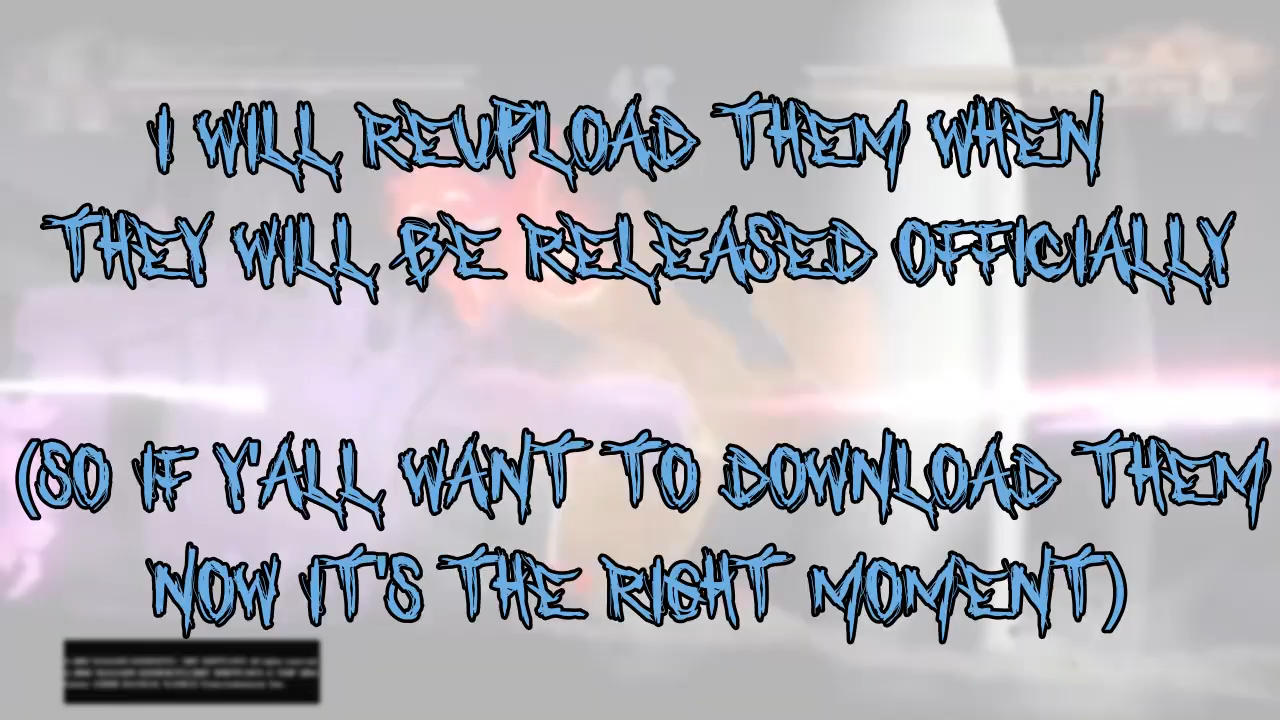 I WILL REUPLOAD THEM WHEN
THEY WILL BE RELEASED OFFICIALLY
(SO IF Y'ALL WANT TO DOWNLOAD THEM
NOW IT'S THE RIGHT MOMENT)